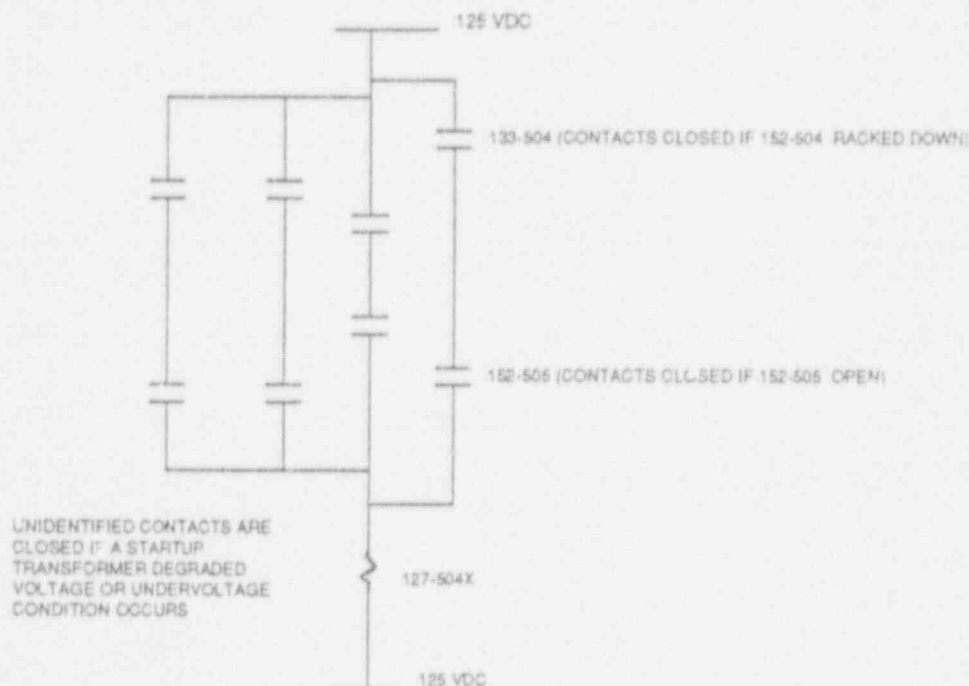 125 VDC
133-504 (CONTACTS CLOSED IF 152-504 RACKED DOWN)
152-505 (CONTACTS CLOSED IF 152-505 OPEN)
UNIDENTIFIED CONTACTS ARE
CLOSED IF A STARTUP
TRANSFORMER DEGRADED
VOLTAGE OR UNDERVOLTAGE
CONDITION OCCURS
127-504X
125 VDC